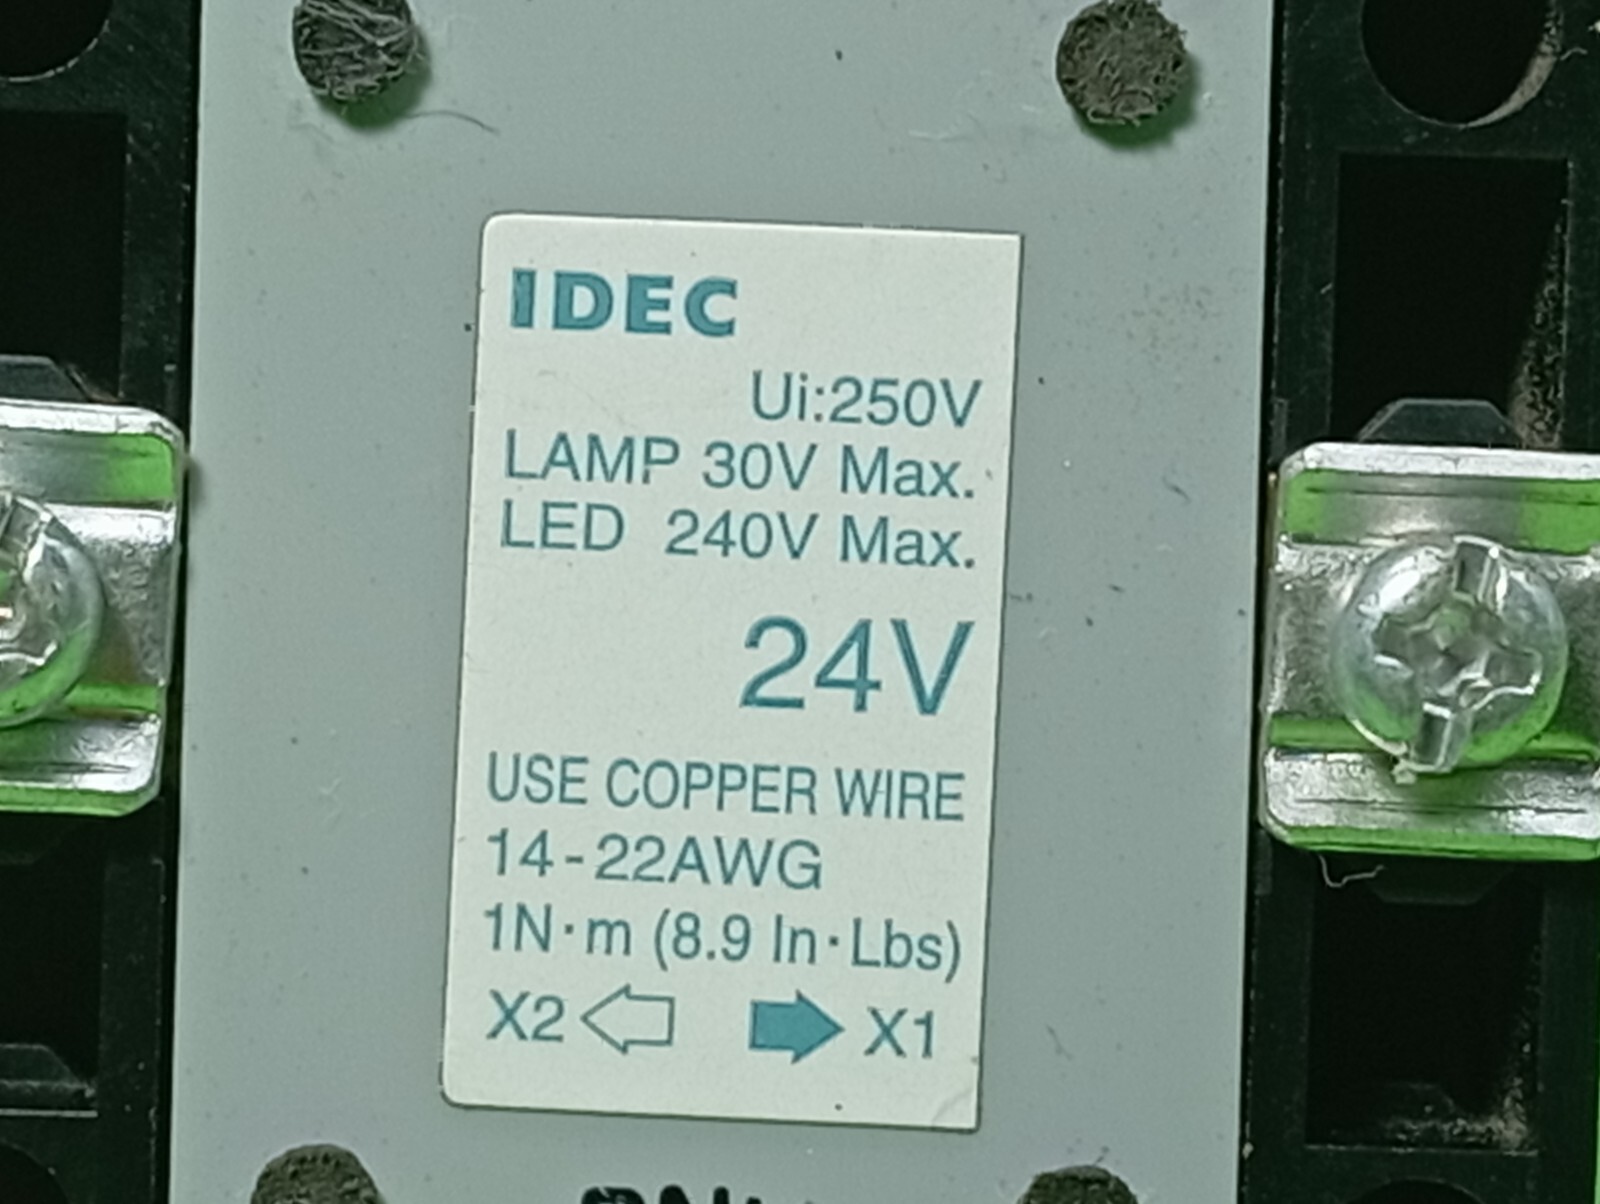 IDEC
Ui:250V
LAMP 30V Max.
LED 240V Max.
24V
USE COPPER WIRE
14-22AWG
1N·m (8.9 In·Lbs)
X2 X1